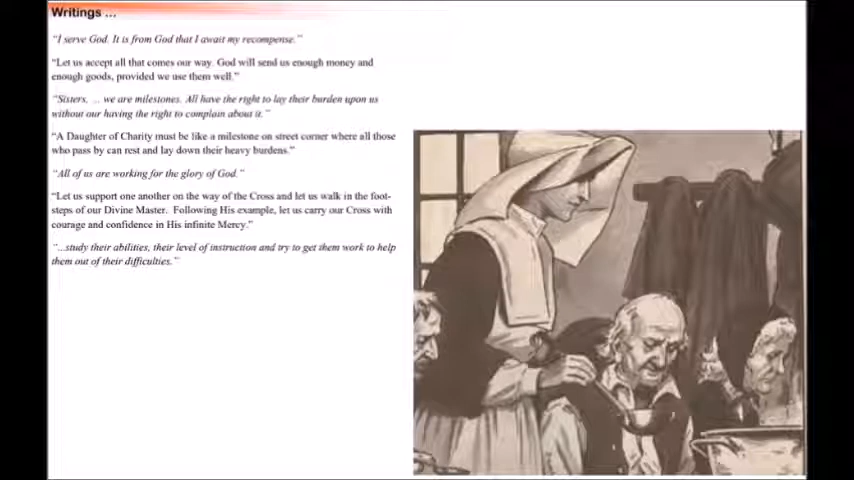 Writings ...
“I serve God. It is from God that I await my recompense.”
“Let us accept all that comes our way. God will send us enough money and
enough goods, provided we use them well.”
“Sisters, ... we are milestones. All have the right to lay their burden upon us
without our having the right to complain about it.”
“A Daughter of Charity must be like a milestone on street corner where all those
who pass by can rest and lay down their heavy burdens.”
“All of us are working for the glory of God.”
“Let us support one another on the way of the Cross and let us walk in the foot-
steps of our Divine Master.  Following His example, let us carry our Cross with
courage and confidence in His infinite Mercy.”
“...study their abilities, their level of instruction and try to get them work to help
them out of their difficulties.”